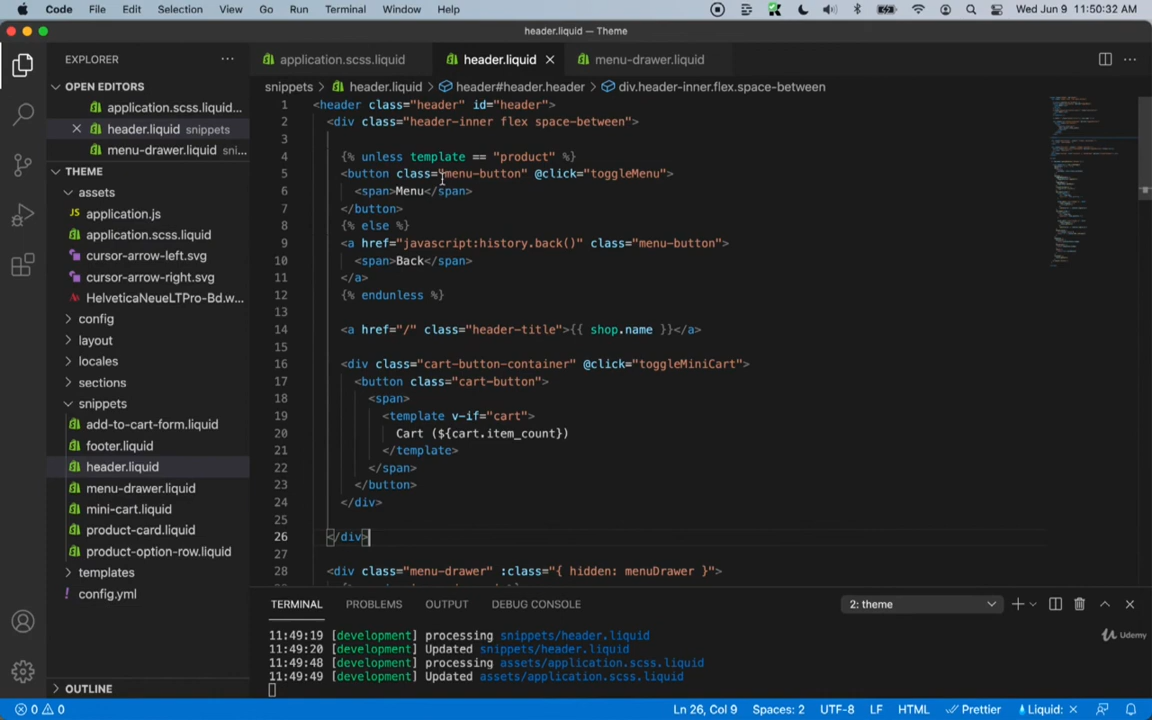 Code File Edit Selection View Go Run Terminal Window Help Wed Jun 9 11:50:32 AM
header.liquid — Theme
EXPLORER
OPEN EDITORS
application.scss.liquid...
header.liquid snippets
menu-drawer.liquid sni...
THEME
assets
application.js
application.scss.liquid
cursor-arrow-left.svg
cursor-arrow-right.svg
HelveticaNeueLTPro-Bd.w...
config
layout
locales
sections
snippets
add-to-cart-form.liquid
footer.liquid
header.liquid
menu-drawer.liquid
mini-cart.liquid
product-card.liquid
product-option-row.liquid
templates
config.yml
OUTLINE
application.scss.liquid header.liquid menu-drawer.liquid
snippets > header.liquid > header#header.header > div.header-inner.flex.space-between
1 <header class="header" id="header">
2 <div class="header-inner flex space-between">
3
4 {% unless template == "product" %}
5 <button class="menu-button" @click="toggleMenu">
6 <span>Menu</span>
7 </button>
8 {% else %}
9 <a href="javascript:history.back()" class="menu-button">
10 <span>Back</span>
11 </a>
12 {% endunless %}
13
14 <a href="/" class="header-title">{{ shop.name }}</a>
15
16 <div class="cart-button-container" @click="toggleMiniCart">
17 <button class="cart-button">
18 <span>
19 <template v-if="cart">
20 Cart (${cart.item_count})
21 </template>
22 </span>
23 </button>
24 </div>
25
26 </div>
27
28 <div class="menu-drawer" :class="{ hidden: menuDrawer }">
TERMINAL PROBLEMS OUTPUT DEBUG CONSOLE 2: theme
11:49:19 [development] processing snippets/header.liquid
11:49:20 [development] Updated snippets/header.liquid
11:49:48 [development] processing assets/application.scss.liquid
11:49:49 [development] Updated assets/application.scss.liquid
Udemy
0 0 Ln 26, Col 9 Spaces: 2 UTF-8 LF HTML Prettier Liquid: